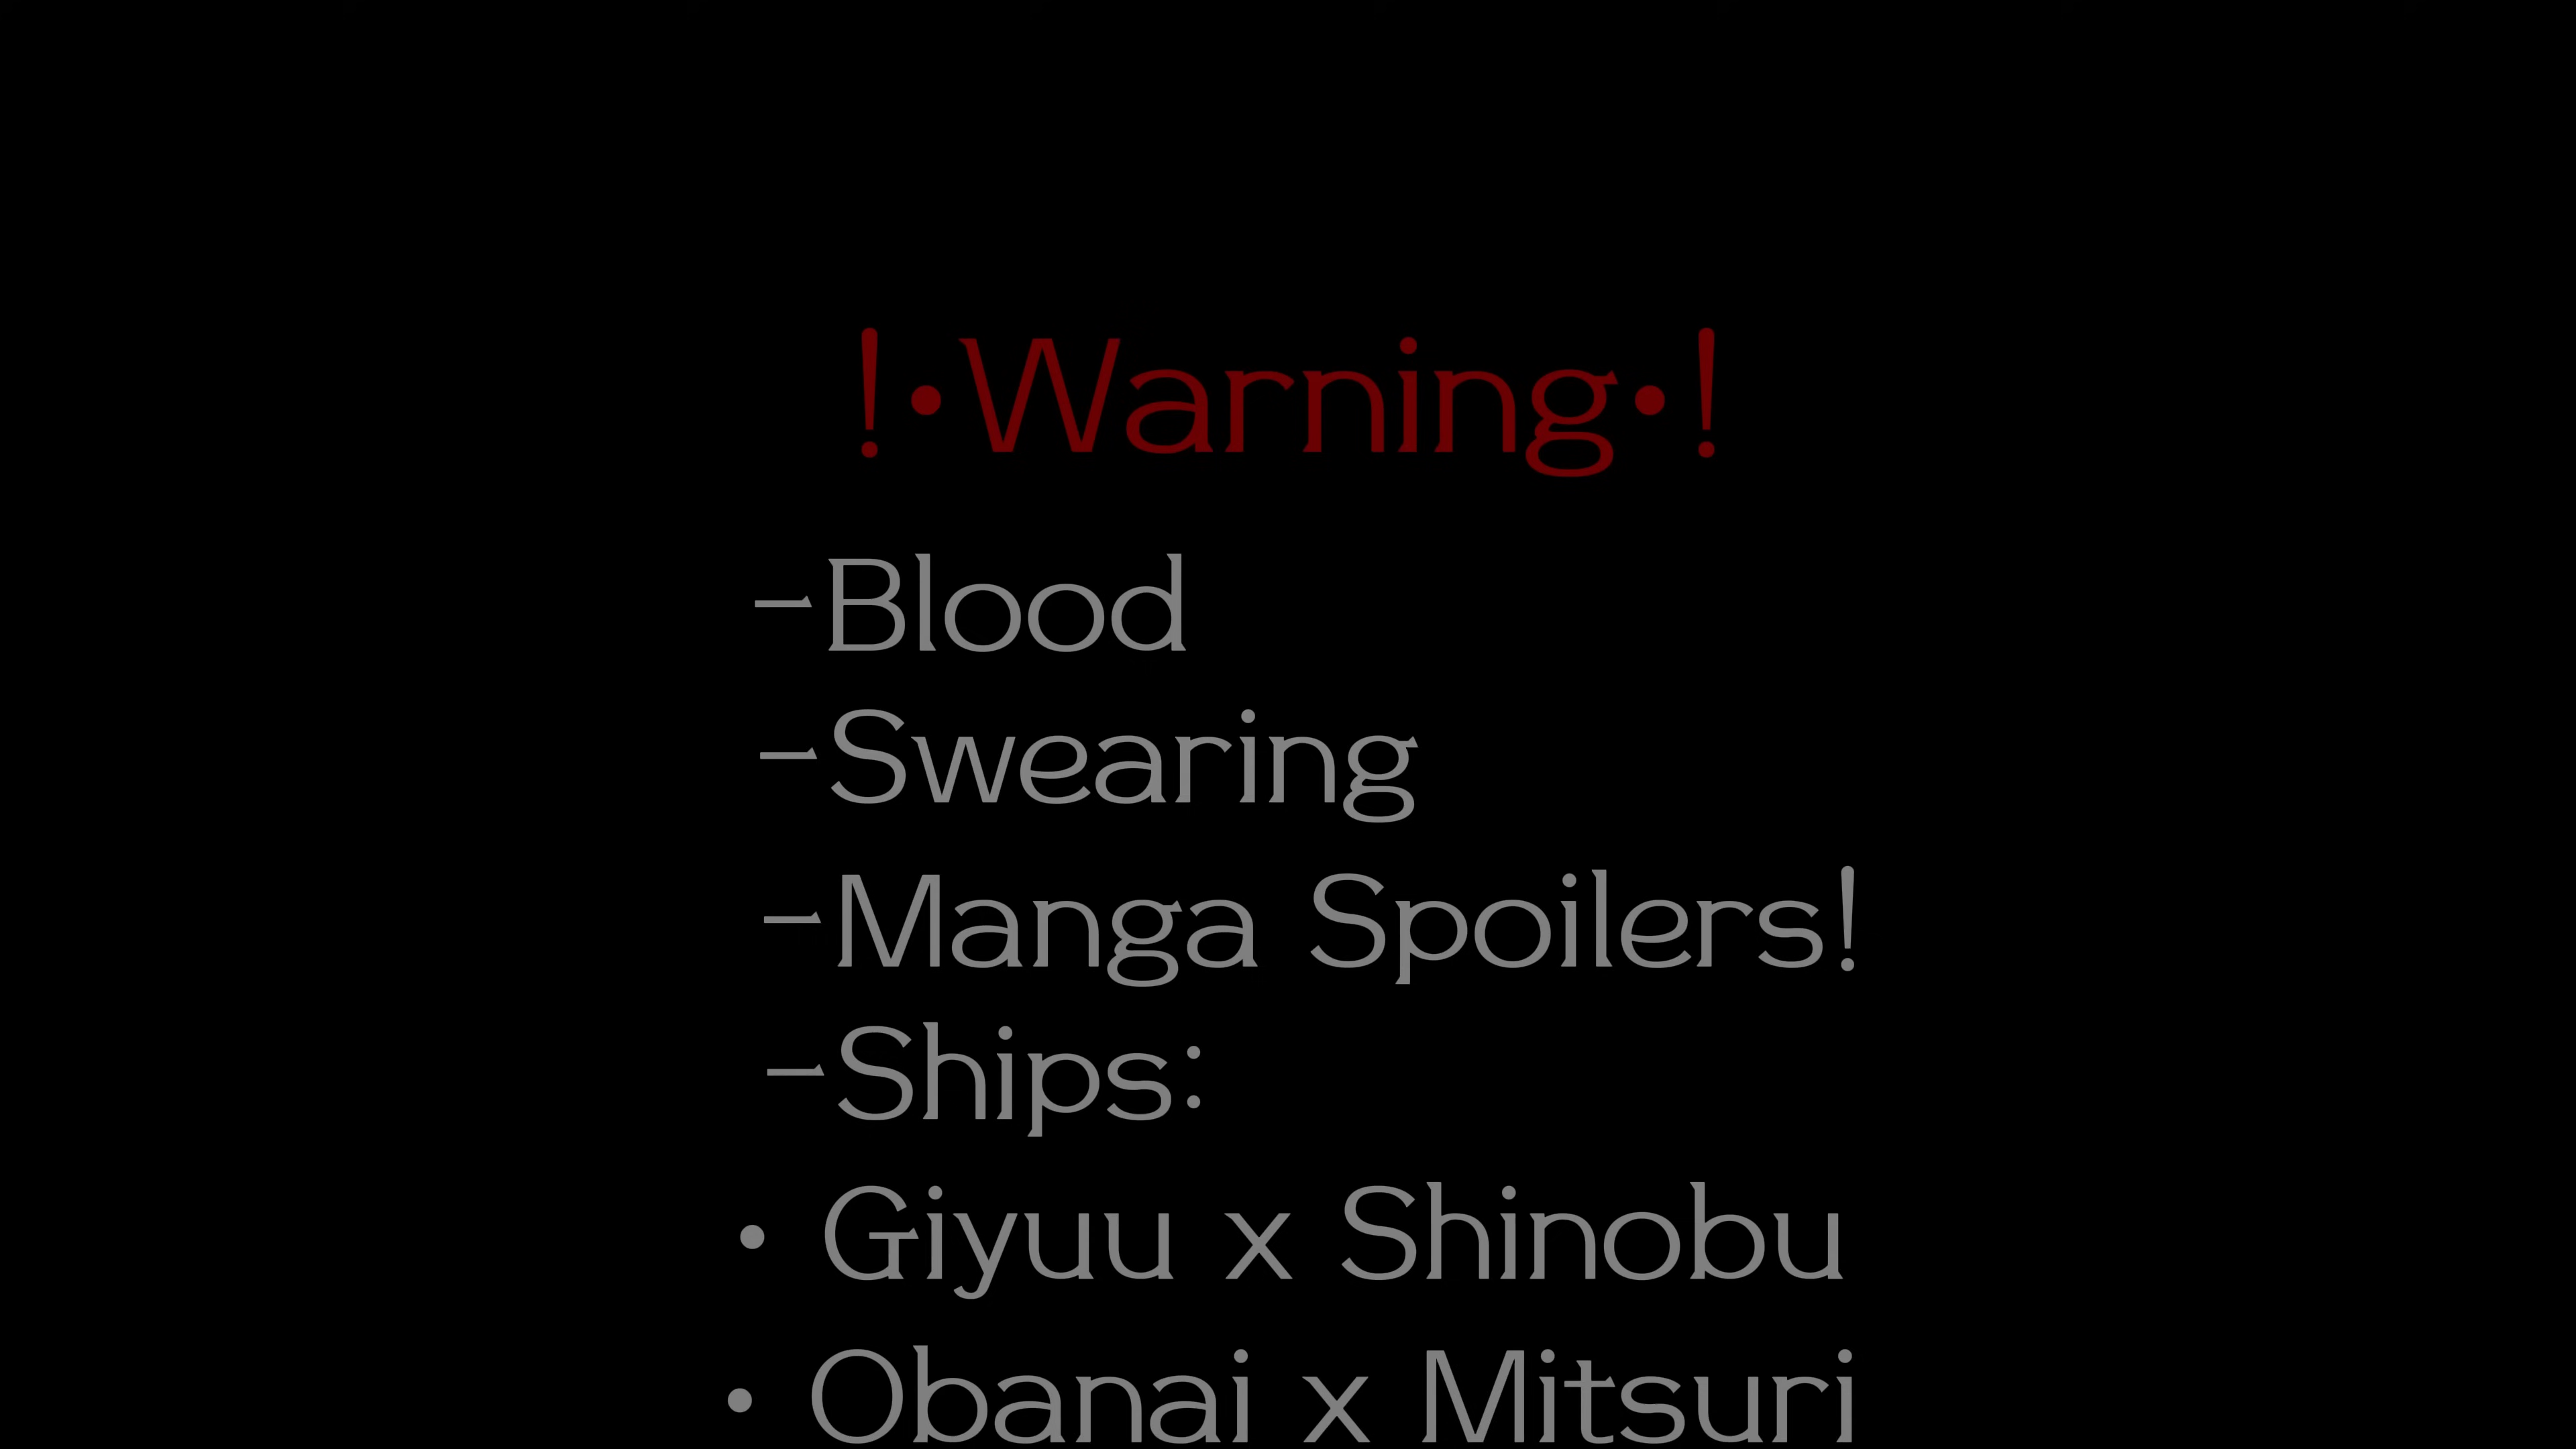 !•Warning•!
-Blood
-Swearing
-Manga Spoilers!
-Ships:
• Giyuu x Shinobu
• Obanai x Mitsuri